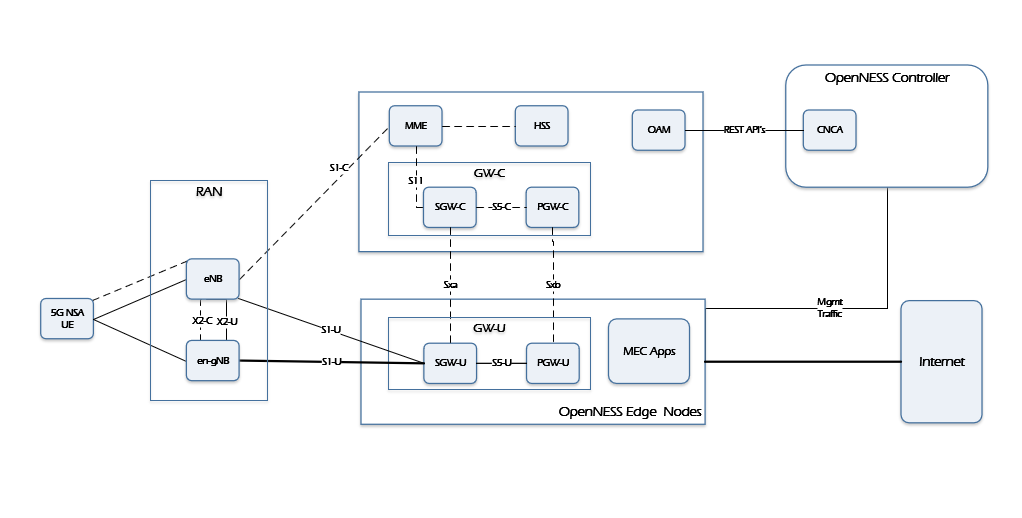 OpenNESS Controller
MME
HSS
OAM
REST API's
CNCA
S1-C
GW-C
S11
SGW-C
S5-C
PGW-C
RAN
eNB
Sxa
Sxb
5G NSA
UE
X2-C
X2-U
S1-U
GW-U
Mgmt
Traffic
en-gNB
S1-U
SGW-U
S5-U
PGW-U
MEC Apps
Internet
OpenNESS Edge Nodes